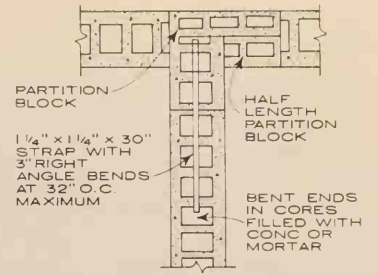 PARTITION
BLOCK
1 1/4" x 1 1/4" x 30"
STRAP WITH
3" RIGHT
ANGLE BENDS
AT 32" O.C.
MAXIMUM
HALF
LENGTH
PARTITION
BLOCK
BENT ENDS
IN CORES
FILLED WITH
CONC OR
MORTAR